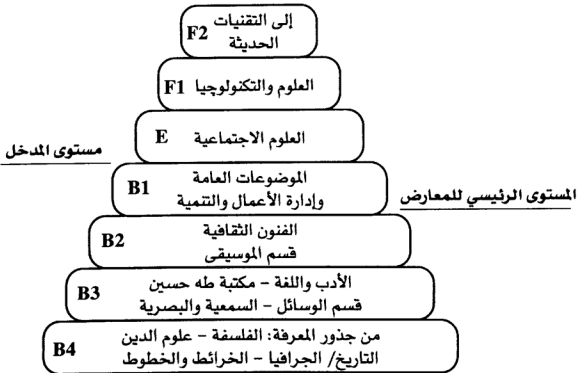 إلى التقنيات F2
الحديثة
العلوم والتكنولوچيا F1
العلوم الاجتماعية E
مستوى المدخل
الموضوعات العامة B1
وإدارة الأعمال والتنمية
المستوى الرئيسي للمعارض
الفنون الثقافية B2
قسم الموسيقى
الأدب واللغة – مكتبة طه حسين B3
قسم الوسائل – السمعية والبصرية
من جذور المعرفة: الفلسفة – علوم الدين B4
التاريخ/ الجرافيا – الخرائط والخطوط